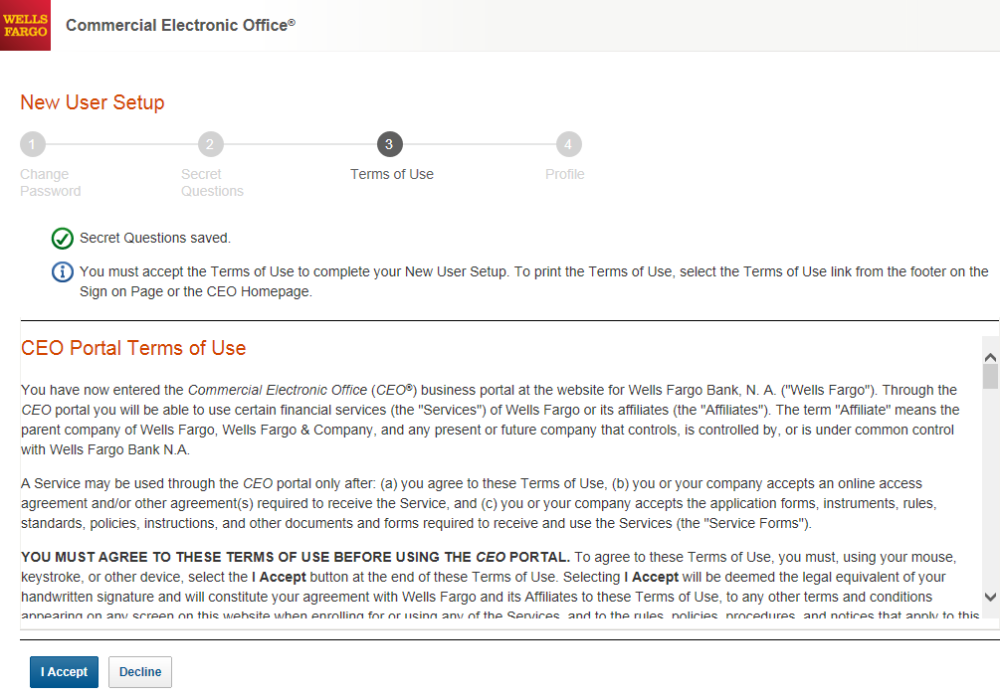 WELLS
FARGO
Commercial Electronic Office®
New User Setup
1
2
3
4
Change
Password
Secret
Questions
Terms of Use
Profile
Secret Questions saved.
You must accept the Terms of Use to complete your New User Setup. To print the Terms of Use, select the Terms of Use link from the footer on the
Sign on Page or the CEO Homepage.
CEO Portal Terms of Use
You have now entered the Commercial Electronic Office (CEO®) business portal at the website for Wells Fargo Bank, N. A. ("Wells Fargo"). Through the
CEO portal you will be able to use certain financial services (the "Services") of Wells Fargo or its affiliates (the "Affiliates"). The term "Affiliate" means the
parent company of Wells Fargo, Wells Fargo & Company, and any present or future company that controls, is controlled by, or is under common control
with Wells Fargo Bank N.A.
A Service may be used through the CEO portal only after: (a) you agree to these Terms of Use, (b) you or your company accepts an online access
agreement and/or other agreement(s) required to receive the Service, and (c) you or your company accepts the application forms, instruments, rules,
standards, policies, instructions, and other documents and forms required to receive and use the Services (the "Service Forms").
YOU MUST AGREE TO THESE TERMS OF USE BEFORE USING THE CEO PORTAL. To agree to these Terms of Use, you must, using your mouse,
keystroke, or other device, select the I Accept button at the end of these Terms of Use. Selecting I Accept will be deemed the legal equivalent of your
handwritten signature and will constitute your agreement with Wells Fargo and its Affiliates to these Terms of Use, to any other terms and conditions
appearing on any screen on this website when enrolling for or using any of the Services, and to the rules, policies, procedures, and notices that apply to this
I Accept
Decline